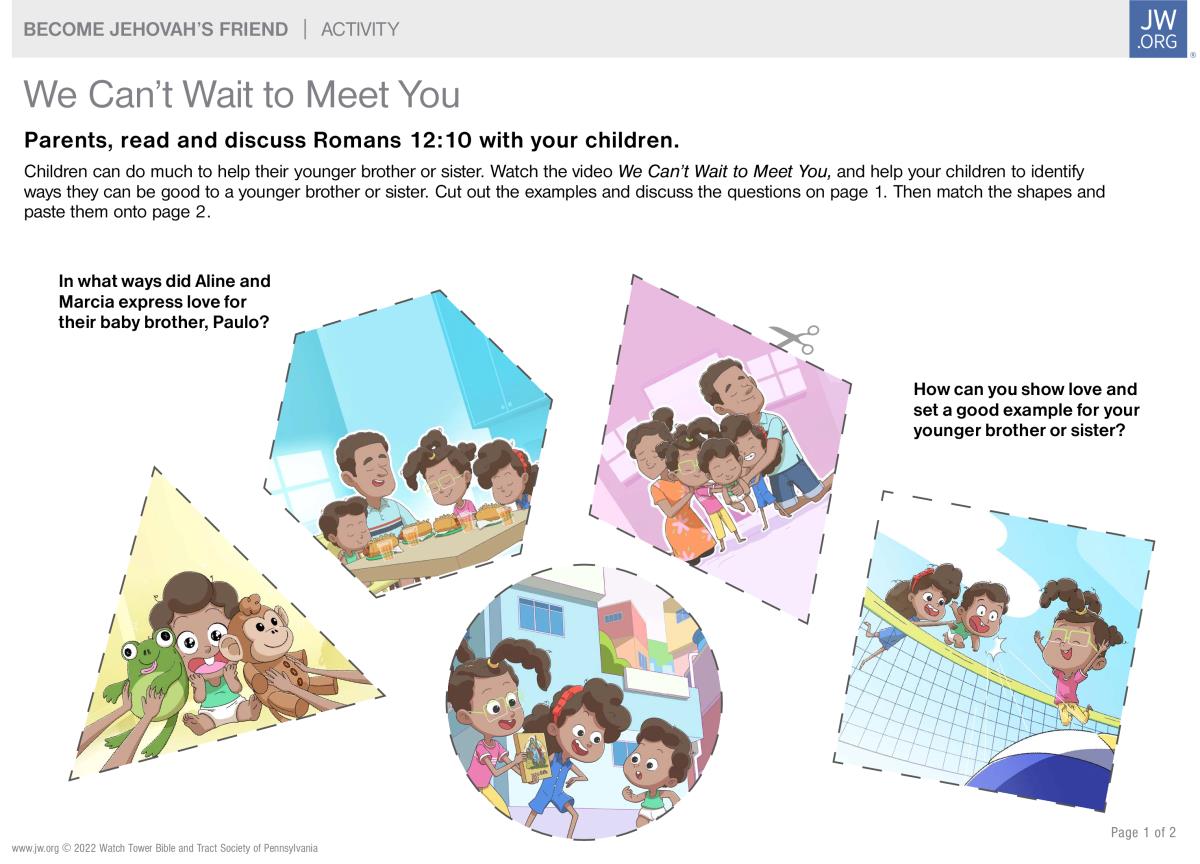 BECOME JEHOVAH’S FRIEND | ACTIVITY
JW
.ORG
®
We Can’t Wait to Meet You
Parents, read and discuss Romans 12:10 with your children.
Children can do much to help their younger brother or sister. Watch the video We Can’t Wait to Meet You, and help your children to identify
ways they can be good to a younger brother or sister. Cut out the examples and discuss the questions on page 1. Then match the shapes and
paste them onto page 2.
In what ways did Aline and
Marcia express love for
their baby brother, Paulo?
How can you show love and
set a good example for your
younger brother or sister?
Page 1 of 2
www.jw.org © 2022 Watch Tower Bible and Tract Society of Pennsylvania